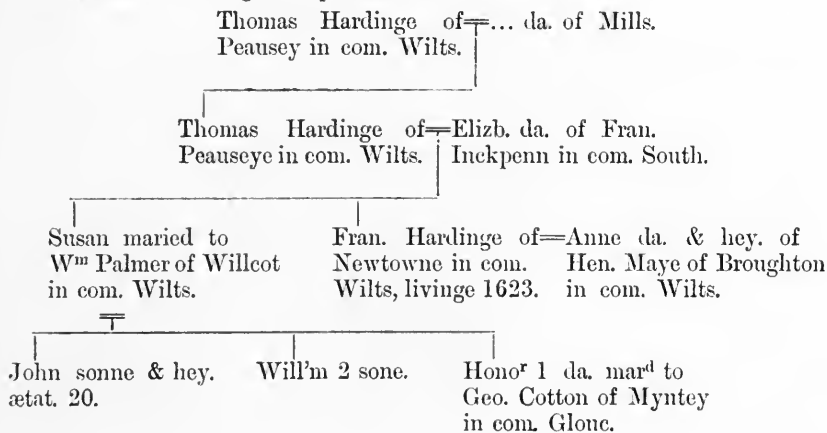 Thomas Hardinge of=... da. of Mills.
Peausey in com. Wilts.
Thomas Hardinge of=Elizb. da. of Fran.
Peauseye in com. Wilts. Inckpenn in com. South.
Susan maried to
Wm Palmer of Willcot
in com. Wilts.
Fran. Hardinge of=Anne da. & hey. of
Newtowne in com. Hen. Maye of Broughton
Wilts, livinge 1623. in com. Wilts.
John sonne & hey.
ætat. 20.
Will'm 2 sone.
Honor 1 da. mard to
Geo. Cotton of Myntey
in com. Glouc.